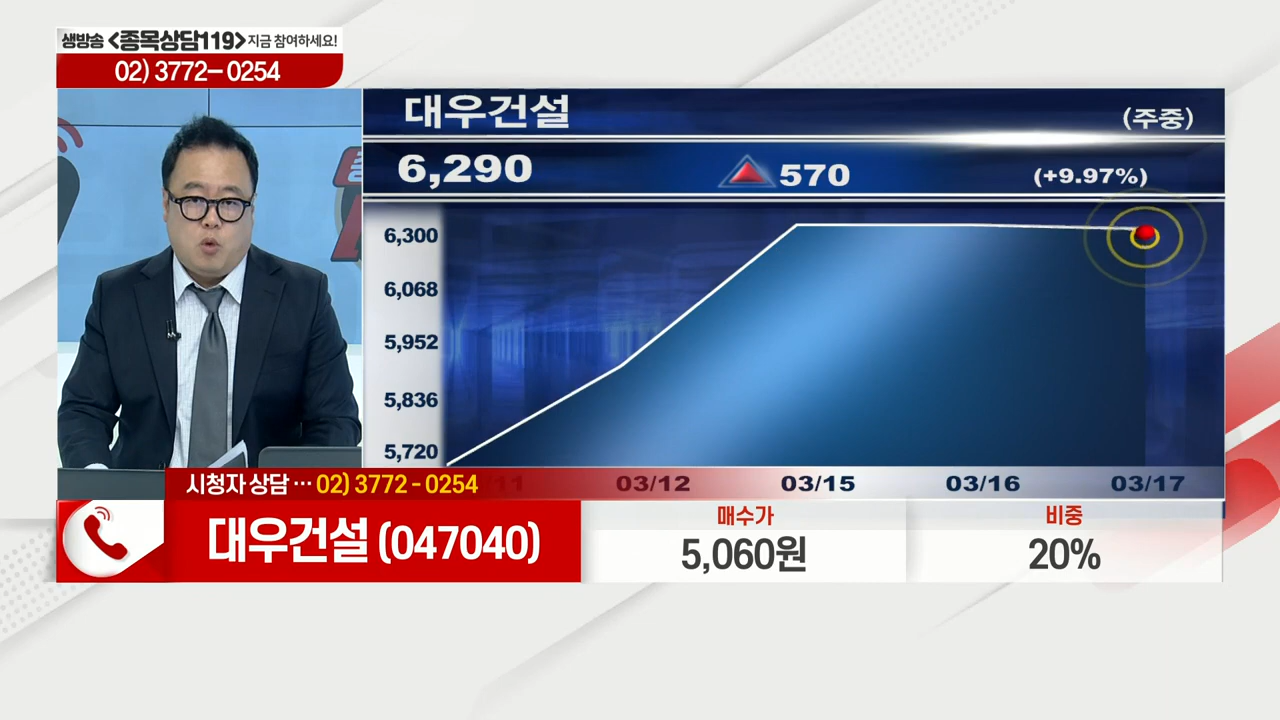 생방송 <종목상담119> 지금 참여하세요!
02) 3772-0254
대우건설
(주중)
6,290
570
(+9.97%)
6,300
6,068
5,952
5,836
5,720
11
03/12
03/15
03/16
03/17
시청자 상담 … 02) 3772-0254
대우건설 (047040)
매수가
5,060원
비중
20%